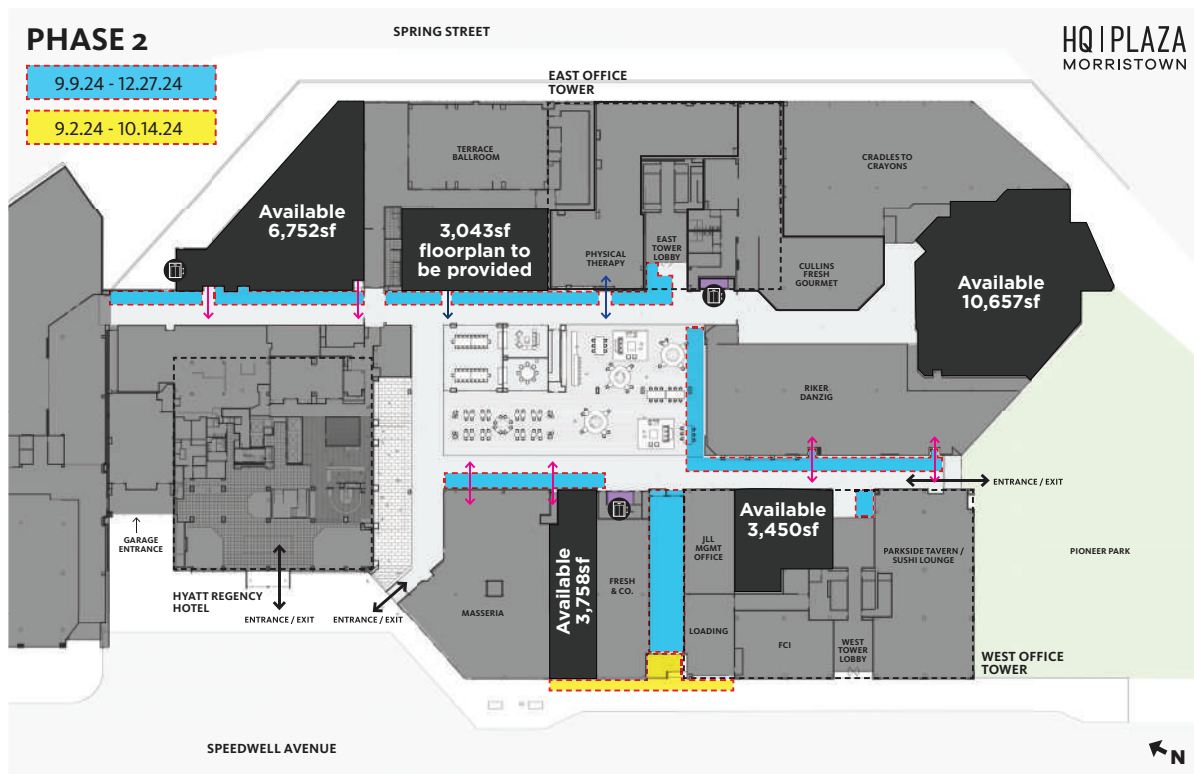 PHASE 2
9.9.24 - 12.27.24
9.2.24 - 10.14.24
SPRING STREET
HQ|PLAZA
MORRISTOWN
EAST OFFICE
TOWER
TERRACE
BALLROOM
CRADLES TO
CRAYONS
Available
6,752sf
3,043sf
floorplan to
be provided
PHYSICAL
THERAPY
EAST
TOWER
LOBBY
CULLINS
FRESH
GOURMET
Available
10,657sf
RIKER
DANZIG
ENTRANCE / EXIT
GARAGE
ENTRANCE
HYATT REGENCY
HOTEL
ENTRANCE / EXIT
ENTRANCE / EXIT
MASSERIA
Available
3,758sf
FRESH
& CO.
JLL
MGMT
OFFICE
LOADING
Available
3,450sf
FCI
WEST
TOWER
LOBBY
PARKSIDE TAVERN /
SUSHI LOUNGE
PIONEER PARK
WEST OFFICE
TOWER
SPEEDWELL AVENUE
N